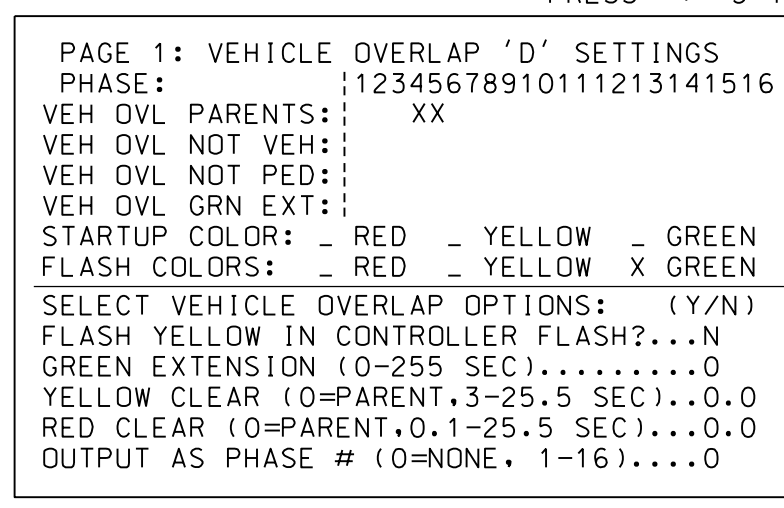 PAGE 1: VEHICLE OVERLAP 'D' SETTINGS
PHASE: ¦12345678910111213141516
VEH OVL PARENTS:¦ XX
VEH OVL NOT VEH:¦
VEH OVL NOT PED:¦
VEH OVL GRN EXT:¦
STARTUP COLOR: _ RED _ YELLOW _ GREEN
FLASH COLORS: _ RED _ YELLOW X GREEN
SELECT VEHICLE OVERLAP OPTIONS: (Y/N)
FLASH YELLOW IN CONTROLLER FLASH?...N
GREEN EXTENSION (0-255 SEC).........0
YELLOW CLEAR (0=PARENT,3-25.5 SEC)..0.0
RED CLEAR (0=PARENT,0.1-25.5 SEC)...0.0
OUTPUT AS PHASE # (0=NONE, 1-16)....0